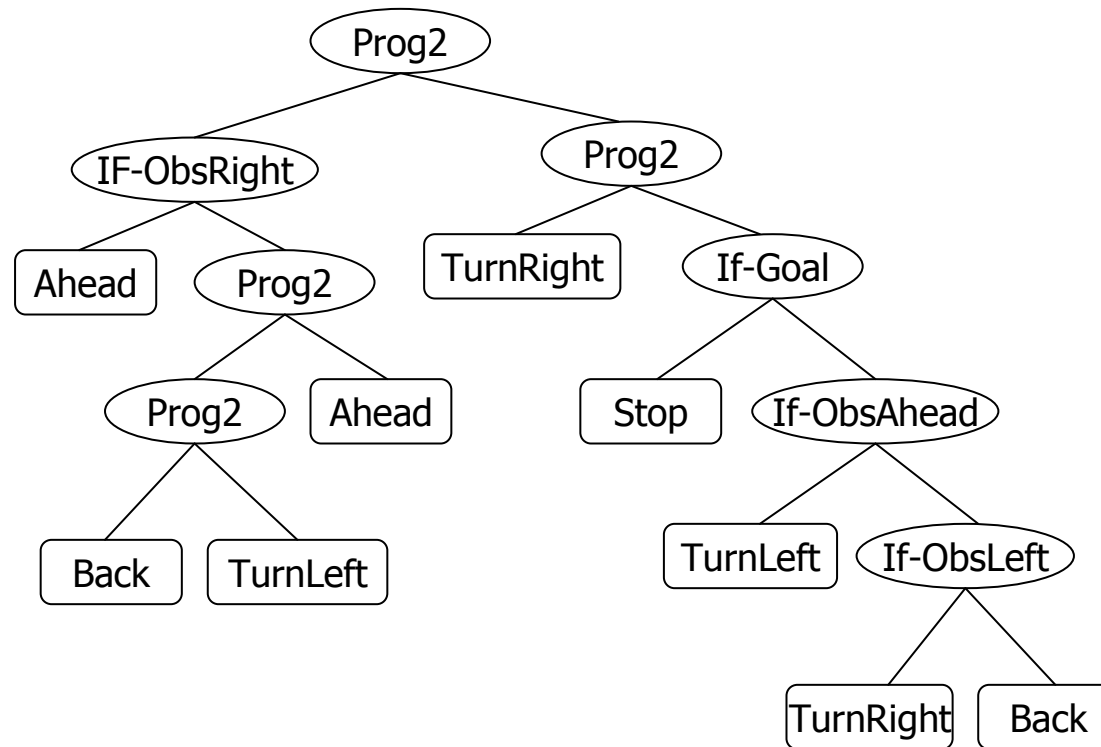 Prog2
IF-ObsRight
Prog2
Ahead
Prog2
TurnRight
If-Goal
Prog2
Ahead
Stop
If-ObsAhead
Back
TurnLeft
TurnLeft
If-ObsLeft
TurnRight
Back